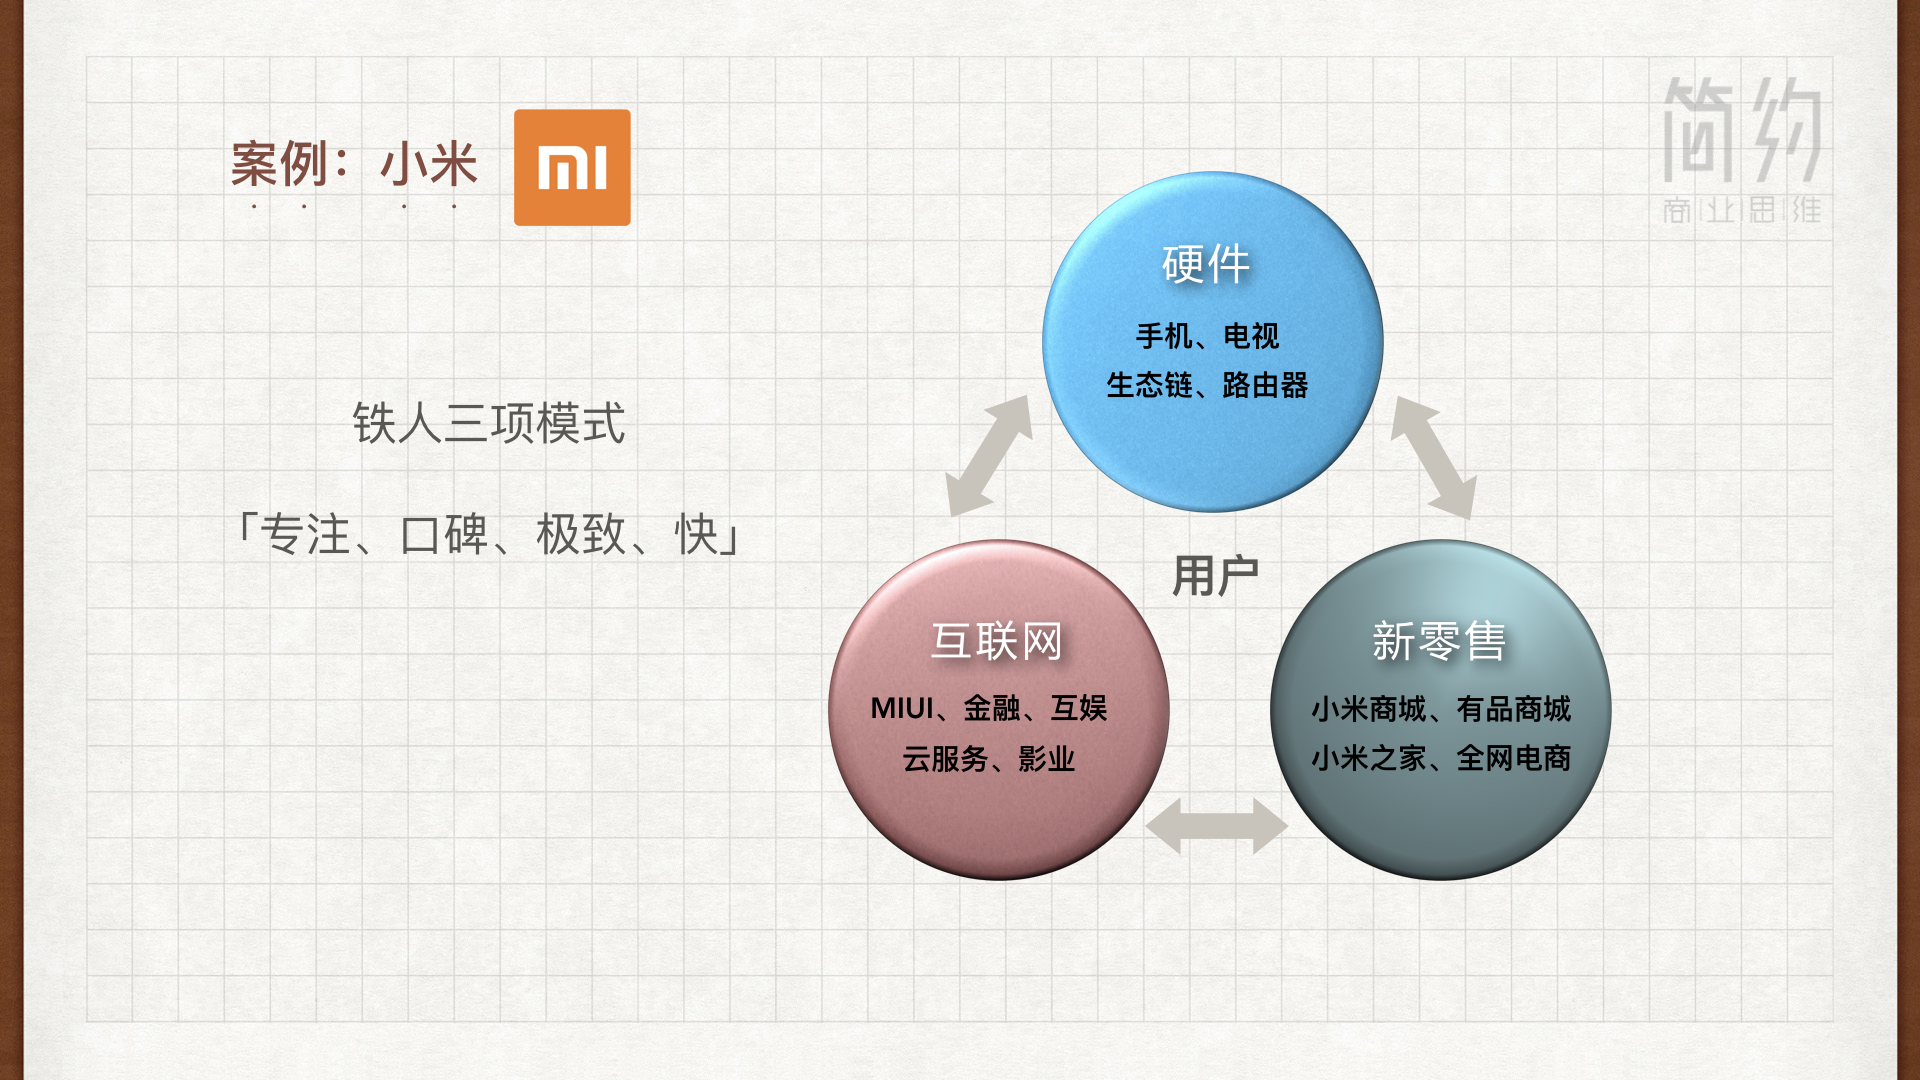 案例：小米
mi
简约
商业思维
铁人三项模式
「专注、口碑、极致、快」
硬件
手机、电视
生态链、路由器
用户
互联网
MIUI、金融、互娱
云服务、影业
新零售
小米商城、有品商城
小米之家、全网电商